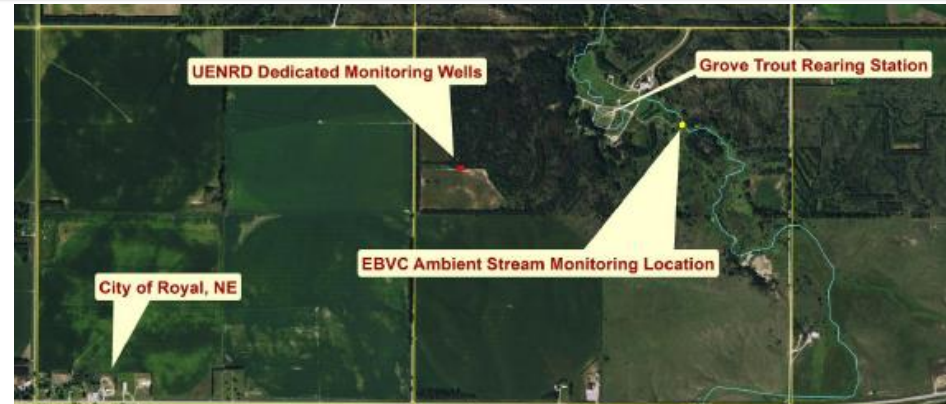 UENRD Dedicated Monitoring Wells
Grove Trout Rearing Station
EBVC Ambient Stream Monitoring Location
City of Royal, NE